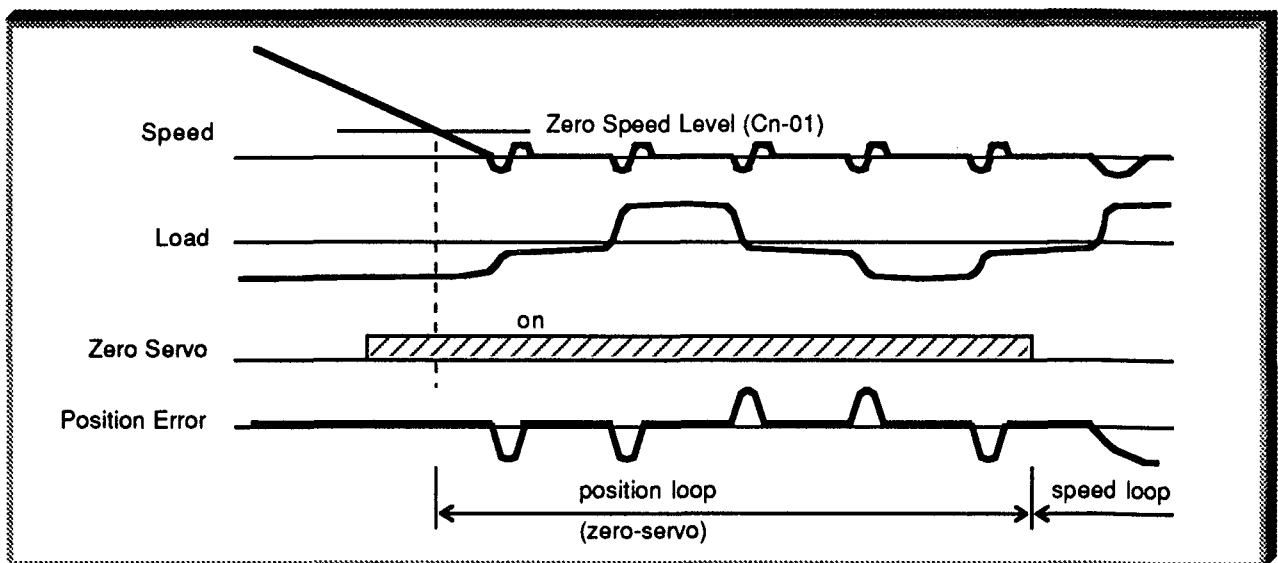 Speed
Zero Speed Level (Cn-01)
Load
on
Zero Servo
Position Error
position loop
speed loop
(zero-servo)